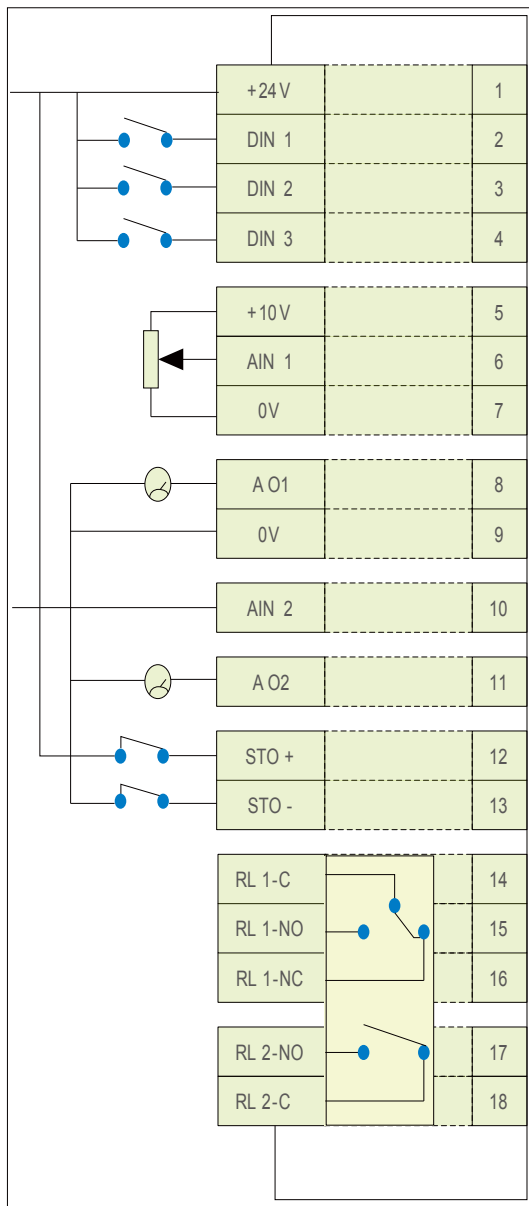 +24V 1
DIN 1 2
DIN 2 3
DIN 3 4
+10V 5
AIN 1 6
0V 7
AO1 8
0V 9
AIN 2 10
AO2 11
STO + 12
STO - 13
RL 1-C 14
RL 1-NO 15
RL 1-NC 16
RL 2-NO 17
RL 2-C 18